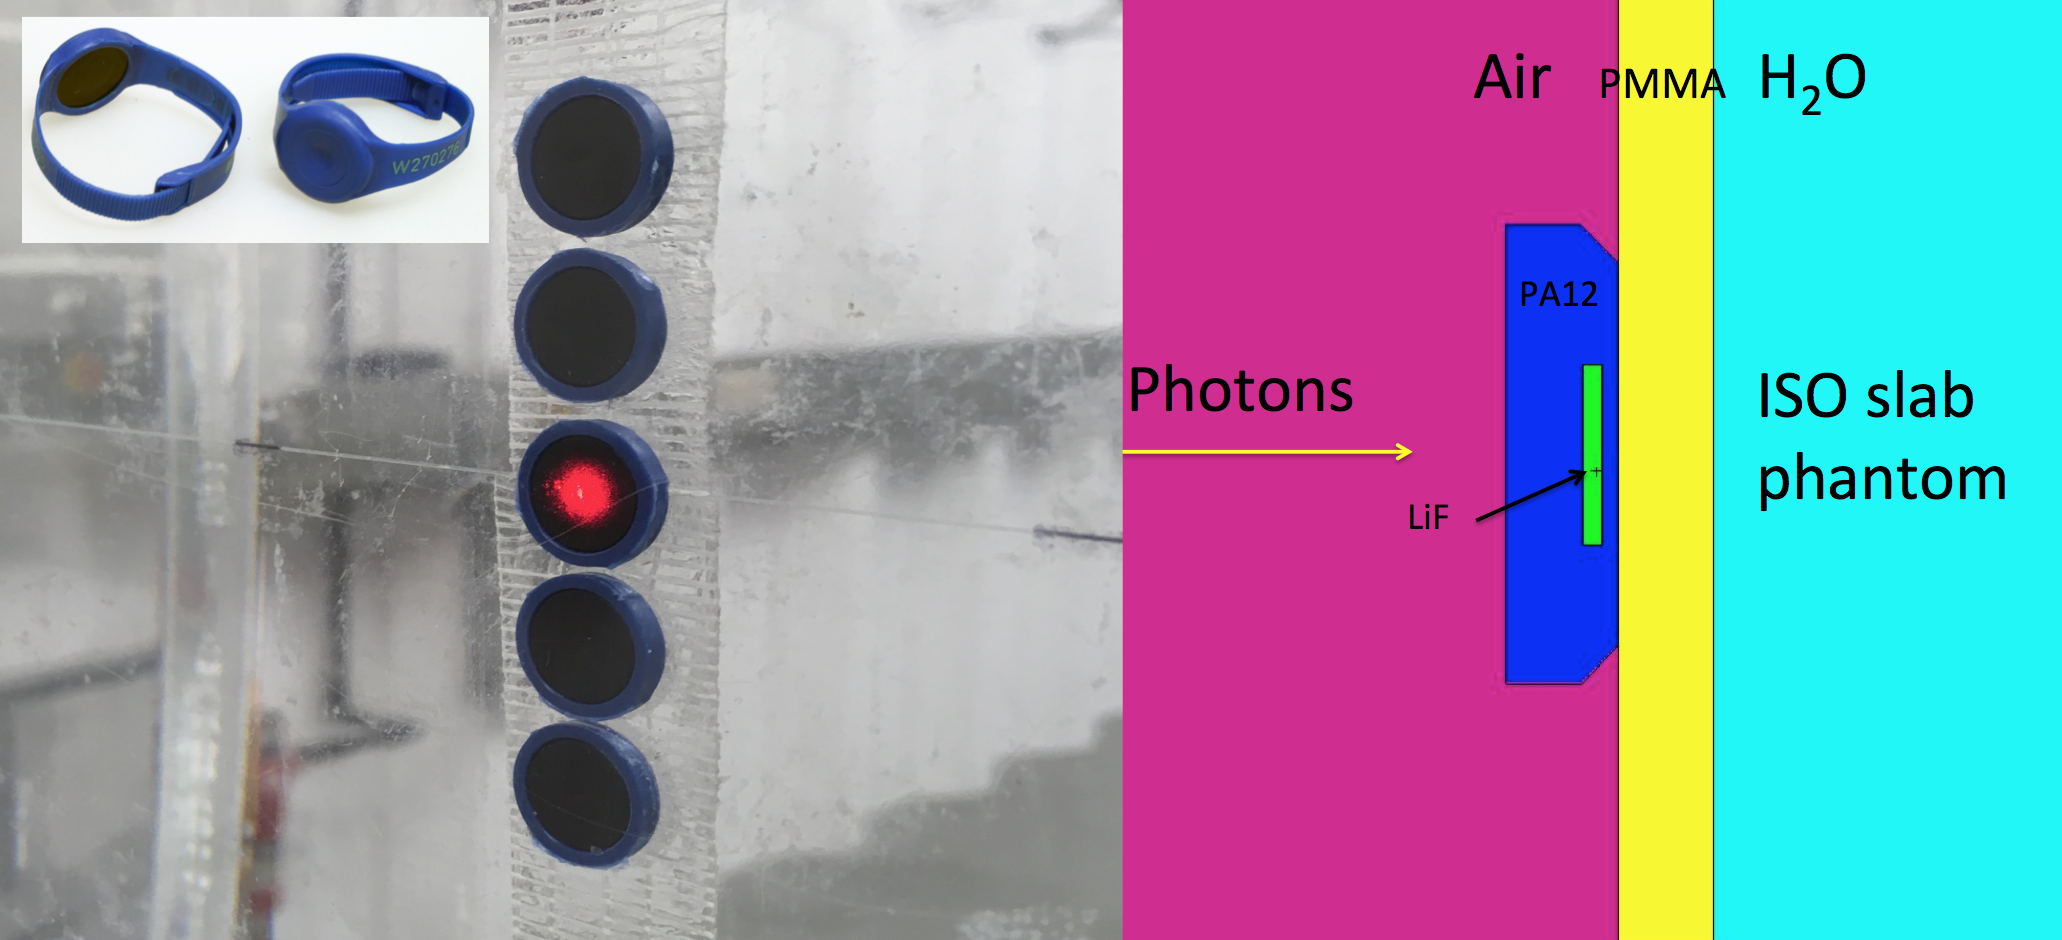 W270276
Air
PMMA
H₂O
PA12
Photons
LiF
ISO slab
phantom